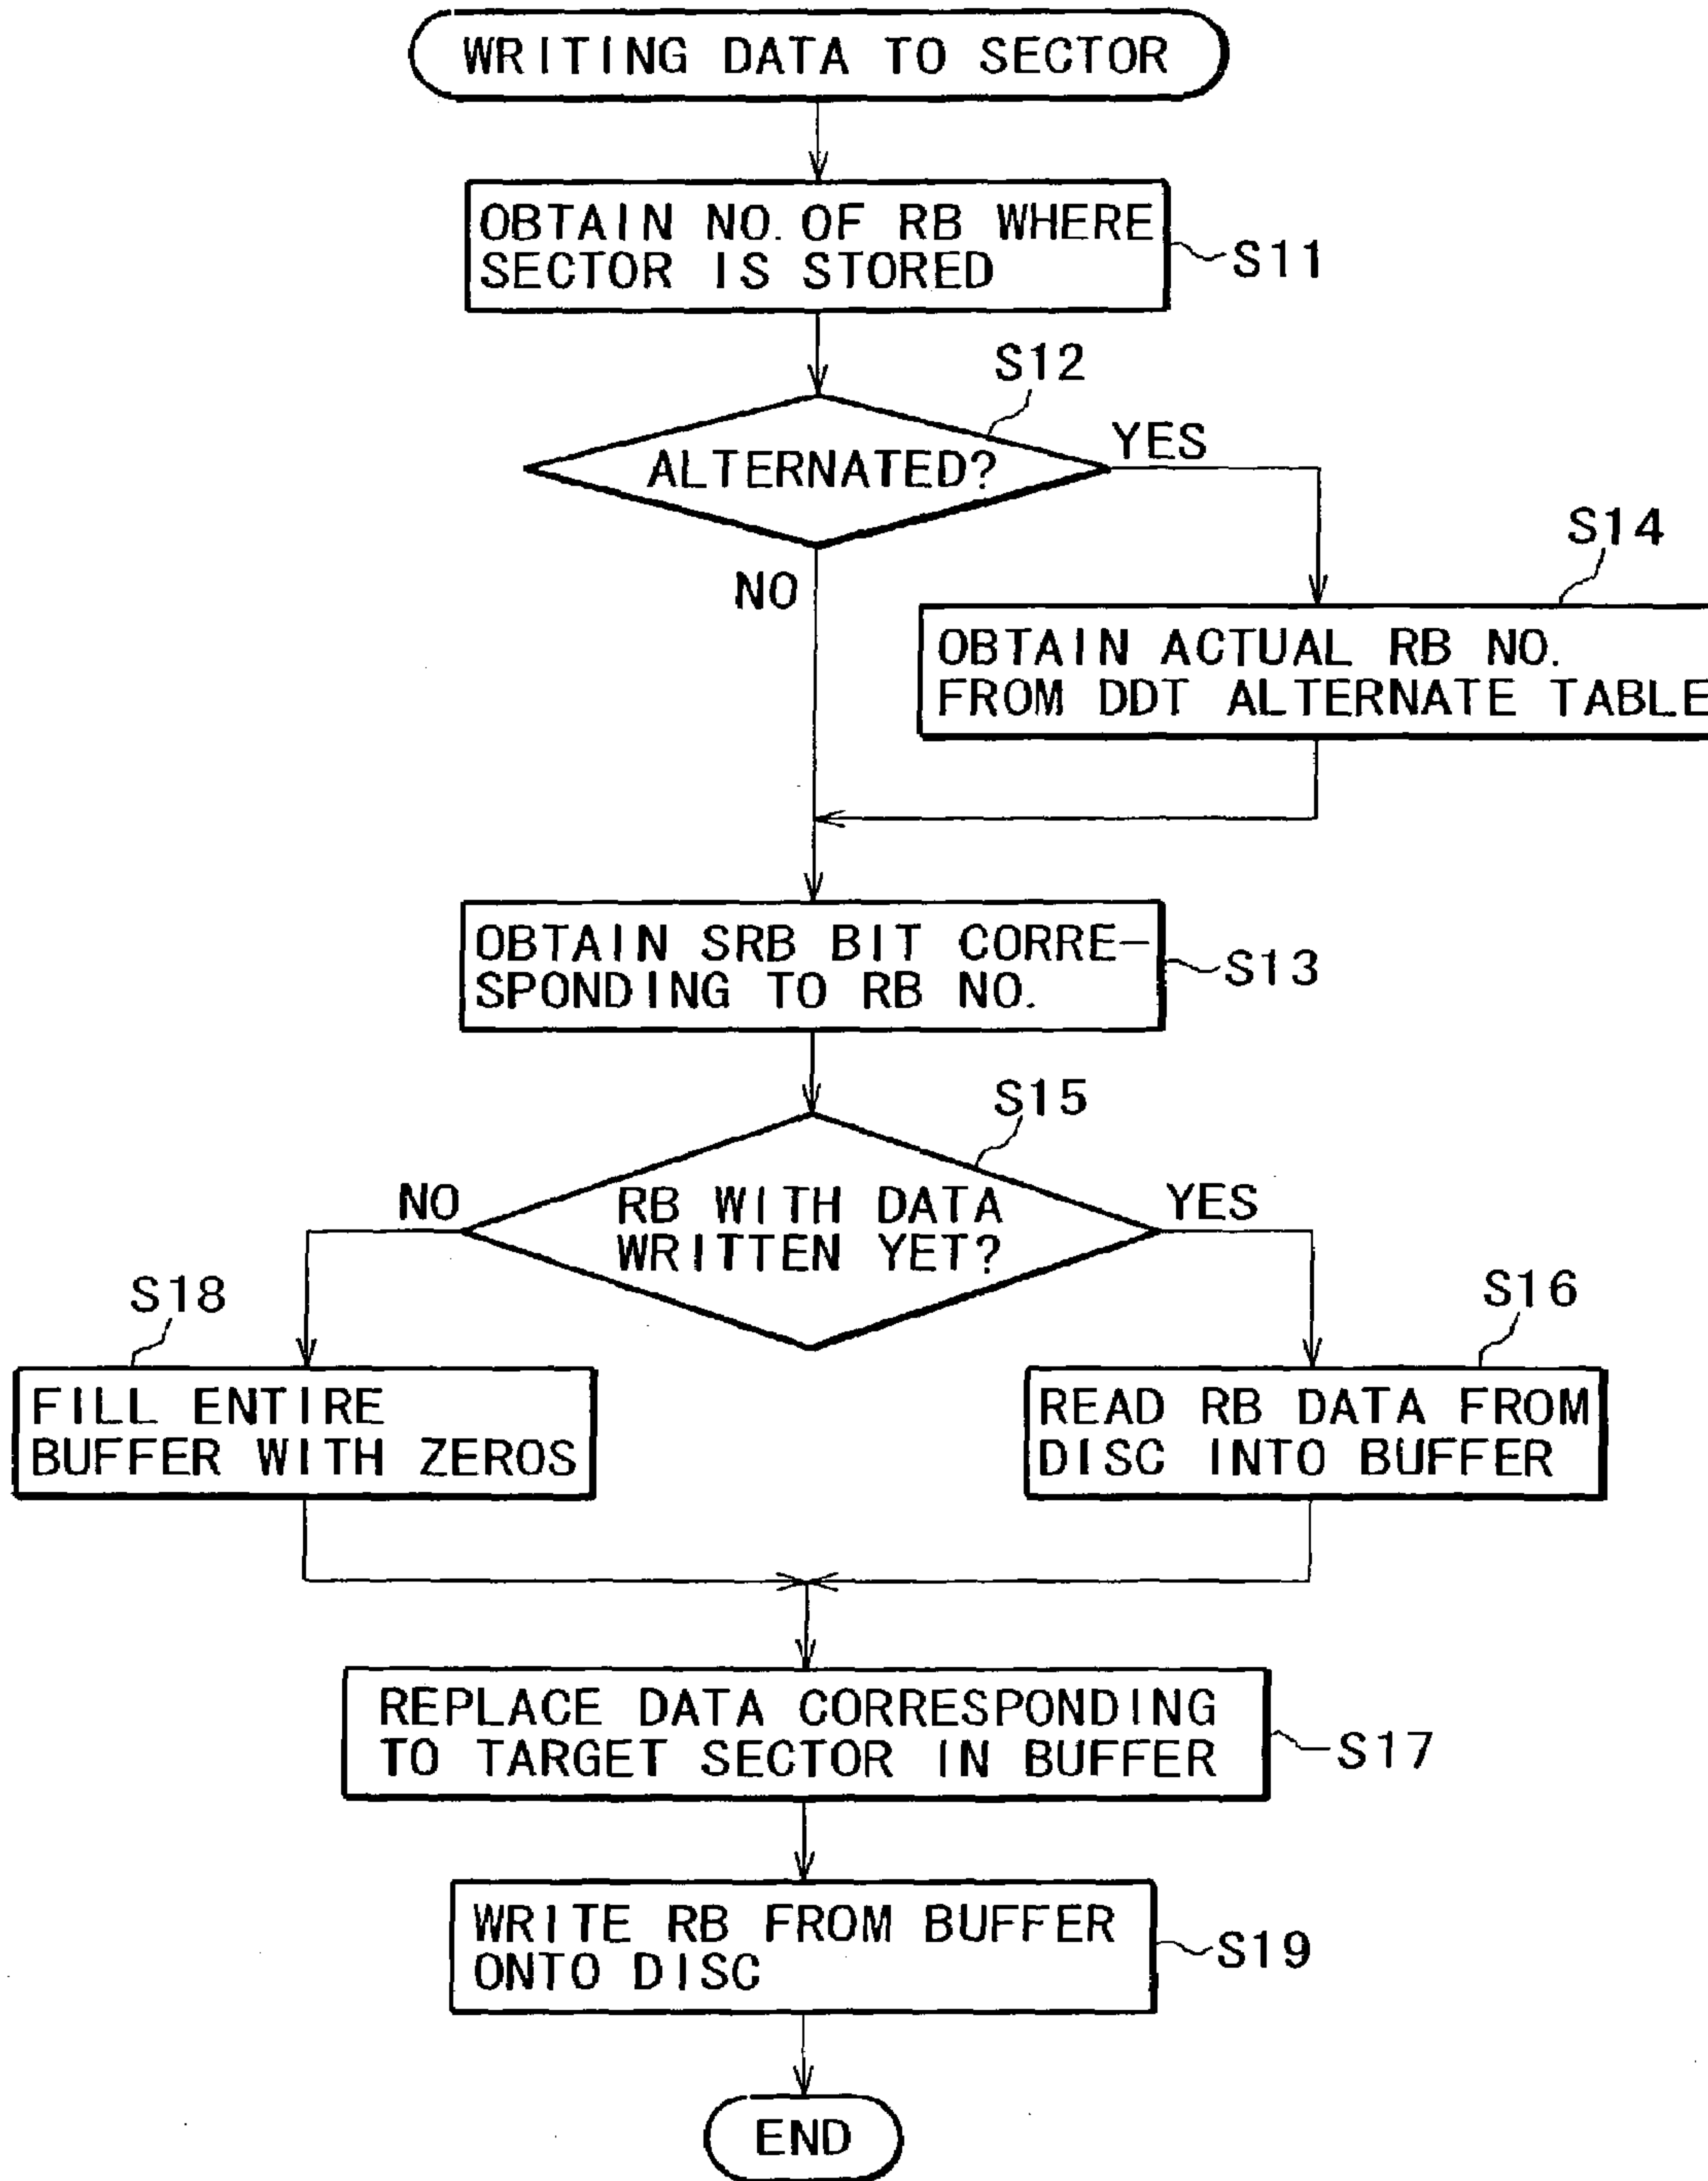 WRITING DATA TO SECTOR
OBTAIN NO. OF RB WHERE
SECTOR IS STORED
S11
S12
ALTERNATED?
YES
NO
S14
OBTAIN ACTUAL RB NO.
FROM DDT ALTERNATE TABLE
OBTAIN SRB BIT CORRE-
SPONDING TO RB NO.
S13
S15
RB WITH DATA
WRITTEN YET?
NO
YES
S18
FILL ENTIRE
BUFFER WITH ZEROS
S16
READ RB DATA FROM
DISC INTO BUFFER
REPLACE DATA CORRESPONDING
TO TARGET SECTOR IN BUFFER
S17
WRITE RB FROM BUFFER
ONTO DISC
S19
END